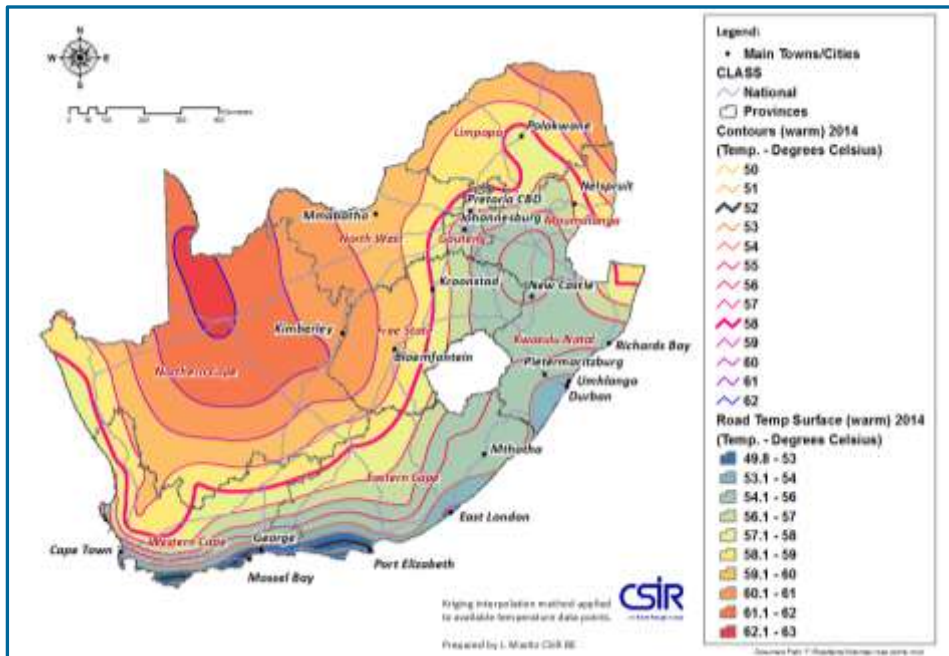 N
W E
S
Kilometers
Limpopo
Polokwane
Nelspruit
Pretoria CBD
Mmabatho
Johannesburg
Mpumalanga
North West
Gauteng
Kroonstad
New Castle
Kimberley
Free State
Kwazulu Natal
Richards Bay
Bloemfontein
Pietermaritzburg
Northern Cape
Umhlanga
Durban
Mthatha
Eastern Cape
East London
Western Cape
George
Cape Town
Port Elizabeth
Mossel Bay
Kriging interpolation method applied
to available temperature data points.
CSIR
Prepared by
Legend:
Main Towns/Cities
CLASS
National
Provinces
Contours (warm) 2014
(Temp. - Degrees Celsius)
50
51
52
53
54
55
56
57
58
59
60
61
62
Road Temp Surface (warm) 2014
(Temp. - Degrees Celsius)
49.8 - 53
53.1 - 54
54.1 - 56
56.1 - 57
57.1 - 58
58.1 - 59
59.1 - 60
60.1 - 61
61.1 - 62
62.1 - 63